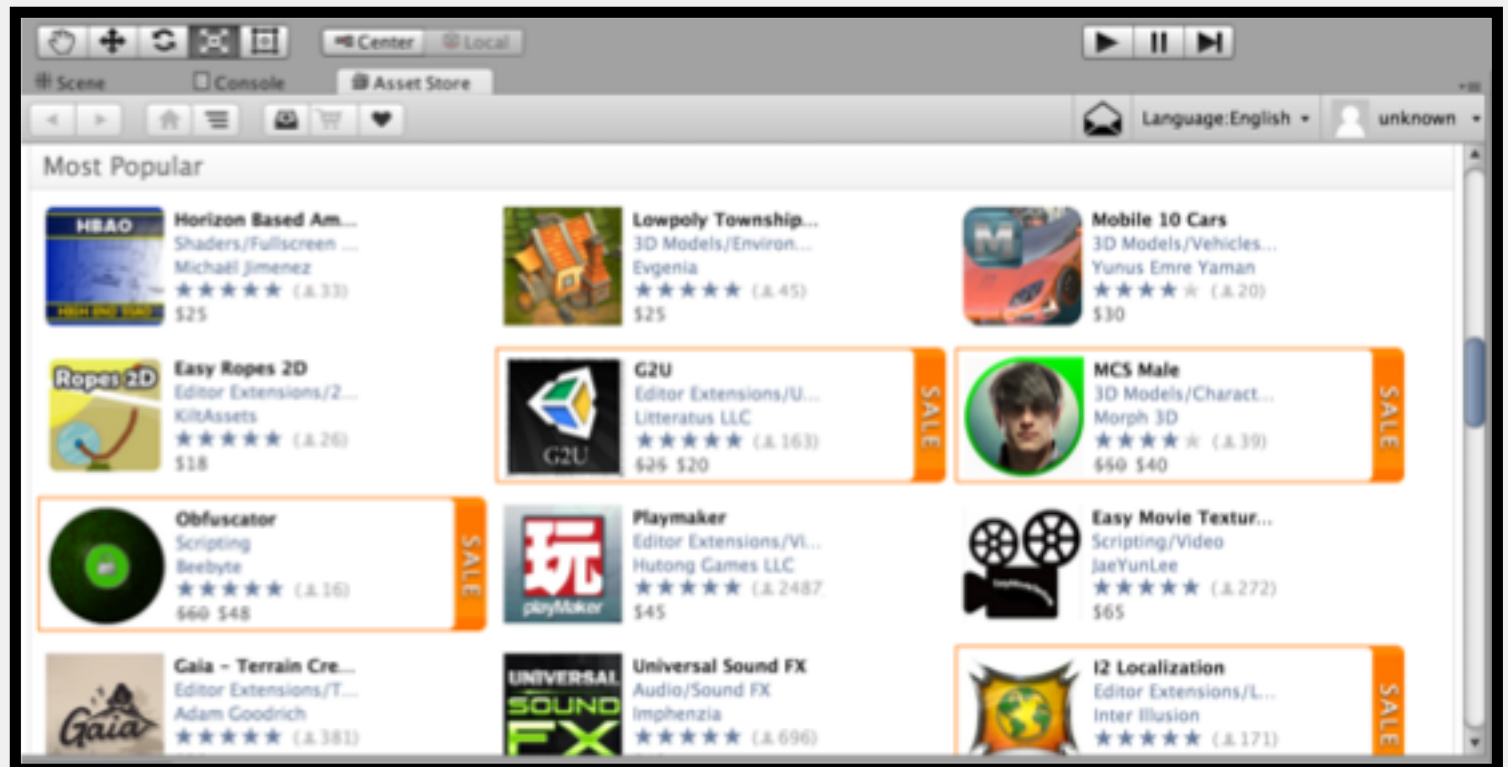 Center Local
Scene Console Asset Store
Language:English unknown
Most Popular
HBAO
HIGH END SSAO
Horizon Based Am...
Shaders/Fullscreen ...
Michaël Jimenez
(33)
$25
Lowpoly Township...
3D Models/Environ...
Evgenia
(45)
$25
M
Mobile 10 Cars
3D Models/Vehicles...
Yunus Emre Yaman
(20)
$30
Ropes 2D
Easy Ropes 2D
Editor Extensions/2...
KiltAssets
(26)
$18
G2U
G2U
Editor Extensions/U...
Litteratus LLC
(163)
$25 $20
SALE
MCS Male
3D Models/Charact...
Morph 3D
(39)
$50 $40
SALE
Obfuscator
Scripting
Beebyte
(16)
$60 $48
SALE
玩
playMaker
Playmaker
Editor Extensions/Vi...
Hutong Games LLC
(2487
$45
Easy Movie Textur...
Scripting/Video
JaeYunLee
(272)
$65
Gaia
Gaia - Terrain Cre...
Editor Extensions/T...
Adam Goodrich
(381)
UNIVERSAL
SOUND
FX
Universal Sound FX
Audio/Sound FX
Imphenzia
(696)
I2 Localization
Editor Extensions/L...
Inter Illusion
(171)
SALE